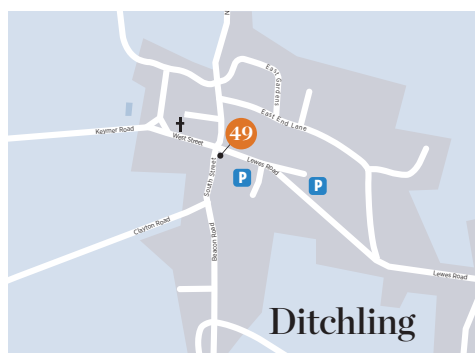 N
East Gardens
East End Lane
Keymer Road
West Street
49
Lewes Road
P
P
South Street
Clayton Road
Beacon Road
Lewes Road
Ditchling